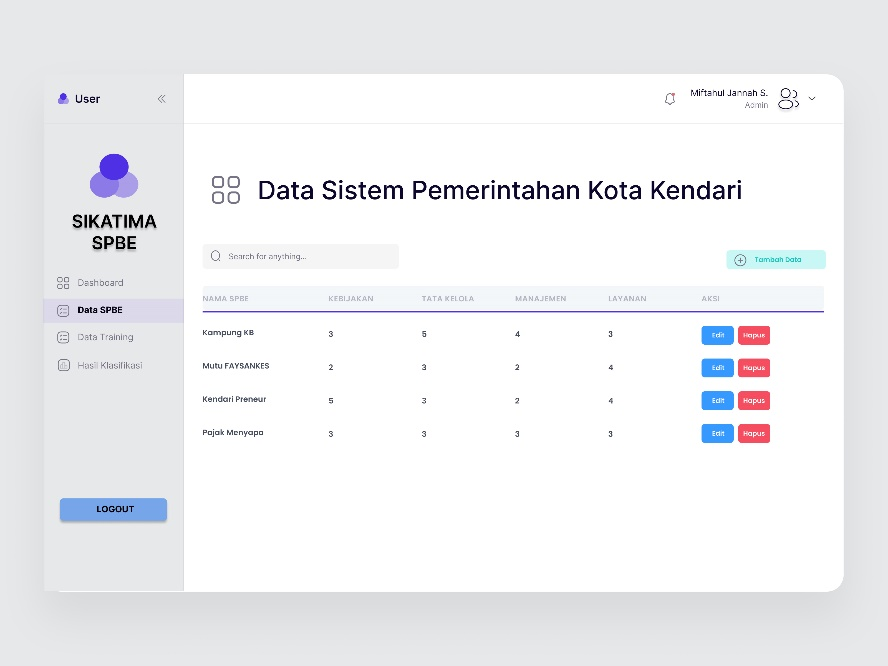 User
Miftahul Jannah S.
Admin
SIKATIMA
SPBE
Dashboard
Data SPBE
Data Training
Hasil Klasifikasi
LOGOUT
Data Sistem Pemerintahan Kota Kendari
Search for anything...
Tambah Data
NAMA SPBE KEBIJAKAN TATA KELOLA MANAJEMEN LAYANAN AKSI
Kampung KB 3 5 4 3 Edit Hapus
Mutu FAYSANKES 2 3 2 4 Edit Hapus
Kendari Preneur 5 3 2 4 Edit Hapus
Pajak Menyapa 3 3 3 3 Edit Hapus